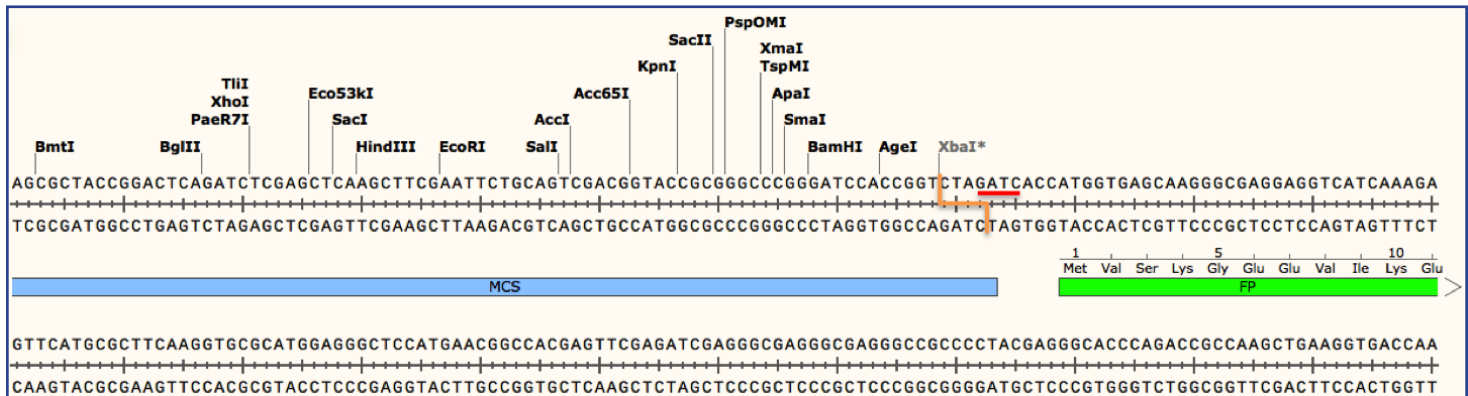 PspOMI
SacII XmaI
KpnI TspMI
TliI
XhoI Eco53kI Acc65I ApaI
PaeR7I SacI AccI SmaI
BmtI BglII HindIII EcoRI SalI BamHI AgeI XbaI*
AGCGCTACCGGACTCAGATCTCGAGCTCAAGCTTCGAATTCTGCAGTCGACGGTACCGCGGGCCCGGGATCCACCGGTCTAGATCACCATGGTGAGCAAGGGCGAGGAGGTCATCAAAGA
TCGCGATGGCCTGAGTCTAGAGCTCGAGTTCGAAGCTTAAGACGTCAGCTGCCATGGCGCCCGGGCCCTAGGTGGCCAGATCTAGTGGTACCACTCGTTCCCGCTCCTCCAGTAGTTTCT
1 5 10
Met Val Ser Lys Gly Glu Glu Val Ile Lys Glu
MCS FP
GTTCATGCGCTTCAAGGTGCGCATGGAGGGCTCCATGAACGGCCACGAGTTCGAGATCGAGGGCGAGGGCGAGGGCCGCCCCTACGAGGGCACCCAGACCGCCAAGCTGAAGGTGACCAA
CAAGTACGCGAAGTTCCACGCGTACCTCCCGAGGTACTTGCCGGTGCTCAAGCTCTAGCTCCCGCTCCCGCTCCCGGCGGGGATGCTCCCGTGGGTCTGGCGGTTCGACTTCCACTGGTT